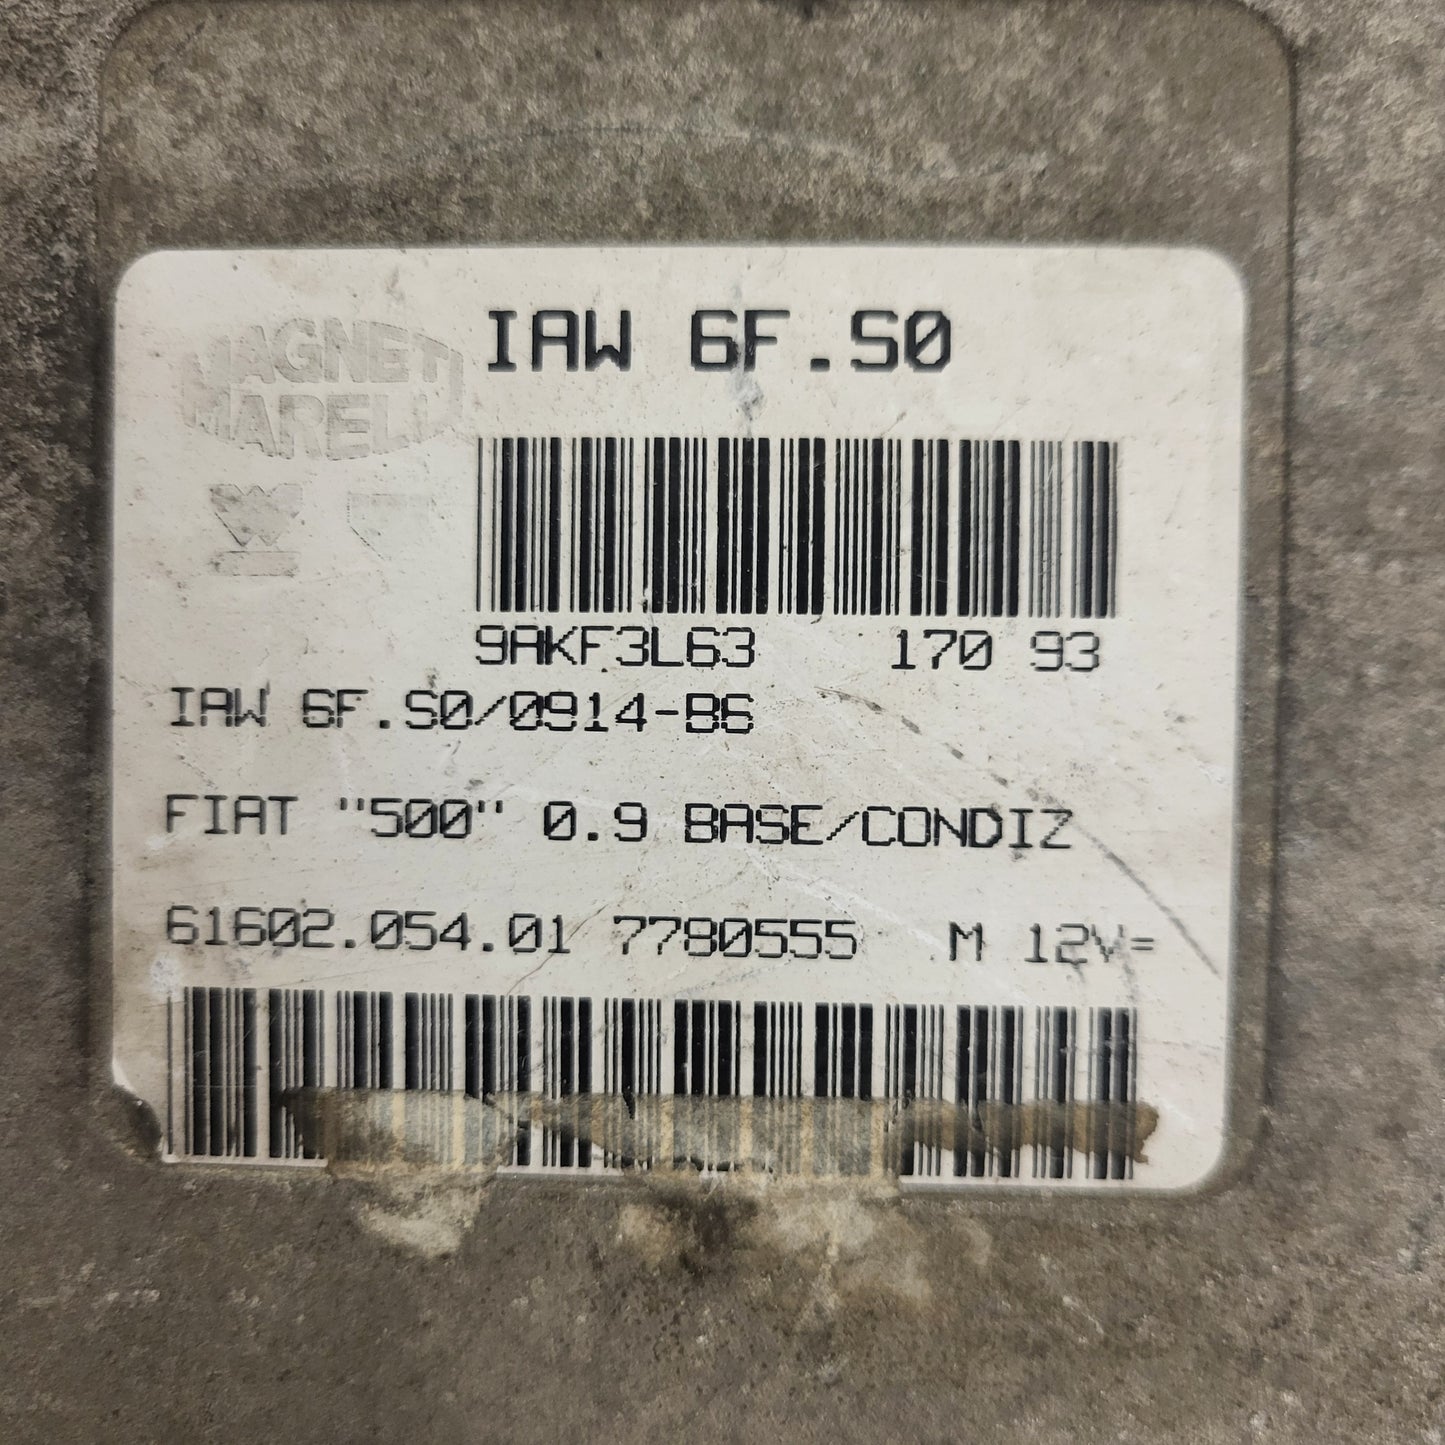 IAW 6F.S0
MAGNETI
MARELLI
9AKF3L63 170 93
IAW 6F.S0/0914-B6
FIAT "500" 0.9 BASE/CONDIZ
61602.054.01 7780555 M 12V=